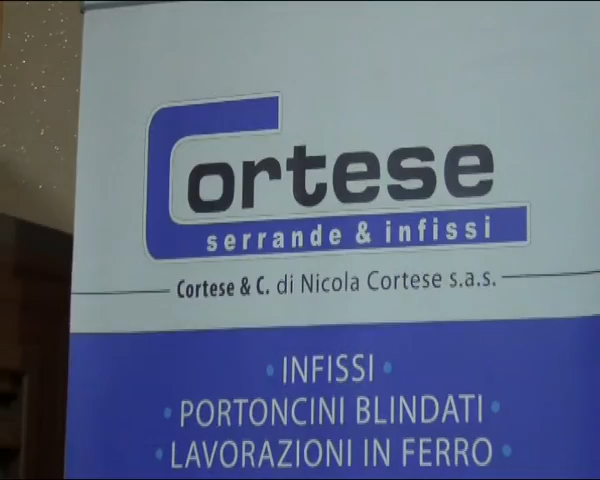 Cortese
serrande & infissi
Cortese & C. di Nicola Cortese s.a.s.
· INFISSI ·
· PORTONCINI BLINDATI ·
· LAVORAZIONI IN FERRO ·